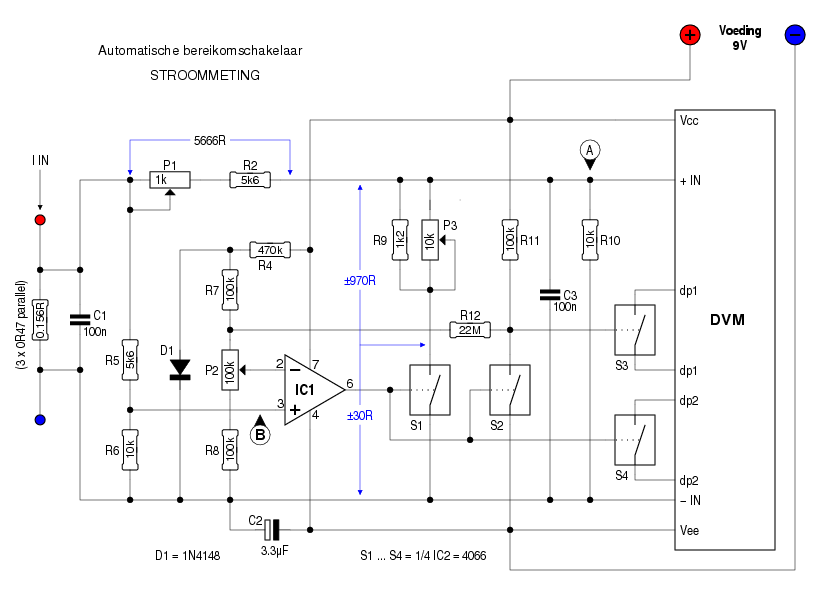 Automatische bereikomschakelaar
STROOMMETING
+
Voeding
9V
−
I IN
5666R
P1
1k
R2
5k6
A
Vcc
+ IN
R9
1k2
10k
P3
100k
R11
10k
R10
470k
R4
R7
100k
±970R
C3
100n
dp1
DVM
(3 x 0R47 parallel)
0.156R
C1
100n
R12
22M
S3
dp1
D1
R5
5k6
P2
100k
2
−
7
IC1
6
3
+
4
±30R
S1
S2
dp2
B
R6
10k
R8
100k
S4
dp2
− IN
C2
3.3µF
Vee
D1 = 1N4148
S1 ... S4 = 1/4 IC2 = 4066